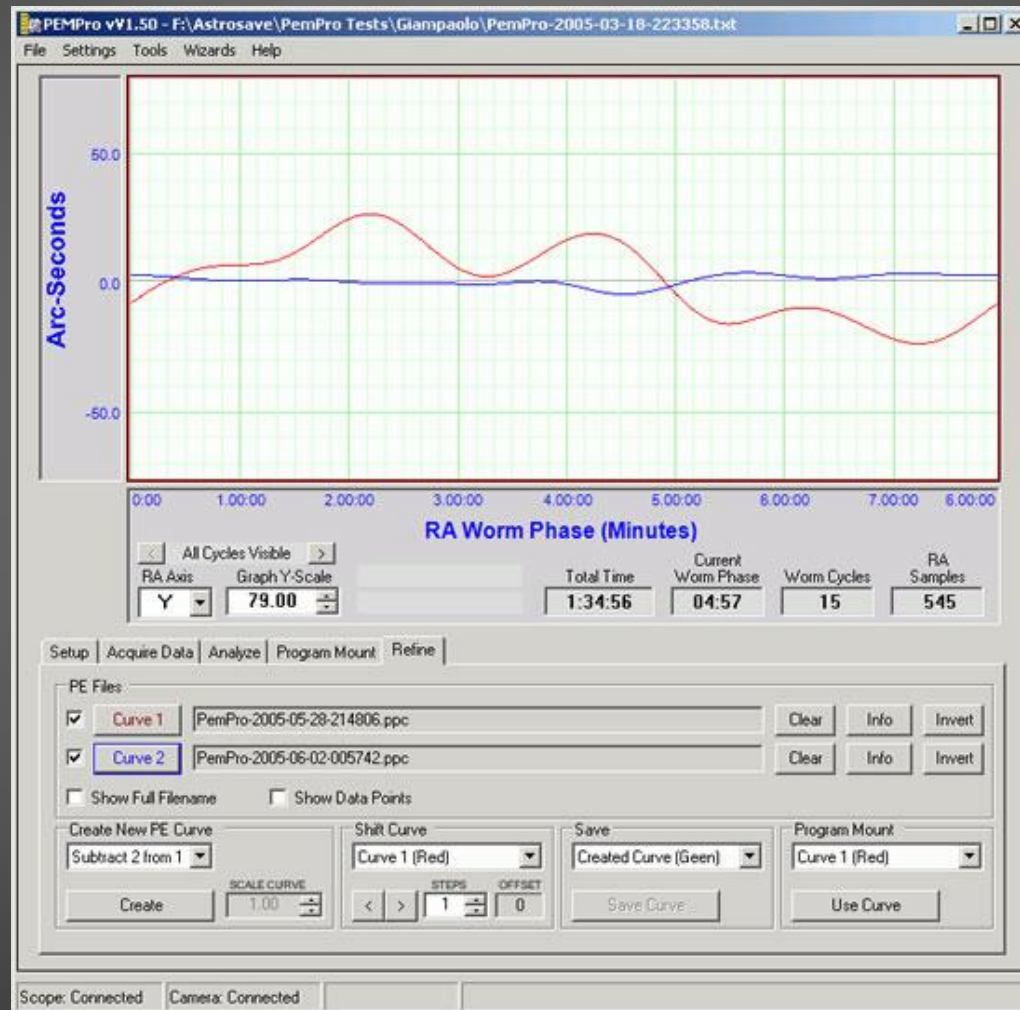 PEMPro vV1.50 - F:\Astrosave\PemPro Tests\Giampaolo\PemPro-2005-03-18-223358.txt
File Settings Tools Wizards Help
Arc-Seconds
50.0
0.0
-50.0
0:00 1.00:00 2.00:00 3.00:00 4.00:00 5.00:00 6.00:00 7.00:00 6.00:00
RA Worm Phase (Minutes)
< All Cycles Visible >
RA Axis Graph Y-Scale Total Time Current Worm Phase Worm Cycles RA Samples
Y 79.00 1:34:56 04:57 15 545
Setup Acquire Data Analyze Program Mount Refine
PE Files
Curve 1 PemPro-2005-05-28-214806.ppc Clear Info Invert
Curve 2 PemPro-2005-06-02-005742.ppc Clear Info Invert
Show Full Filename Show Data Points
Create New PE Curve Shift Curve Save Program Mount
Subtract 2 from 1 Curve 1 (Red) Created Curve (Geen) Curve 1 (Red)
SCALE CURVE STEPS OFFSET
Create 1.00 < > 1 0 Save Curve Use Curve
Scope: Connected Camera: Connected